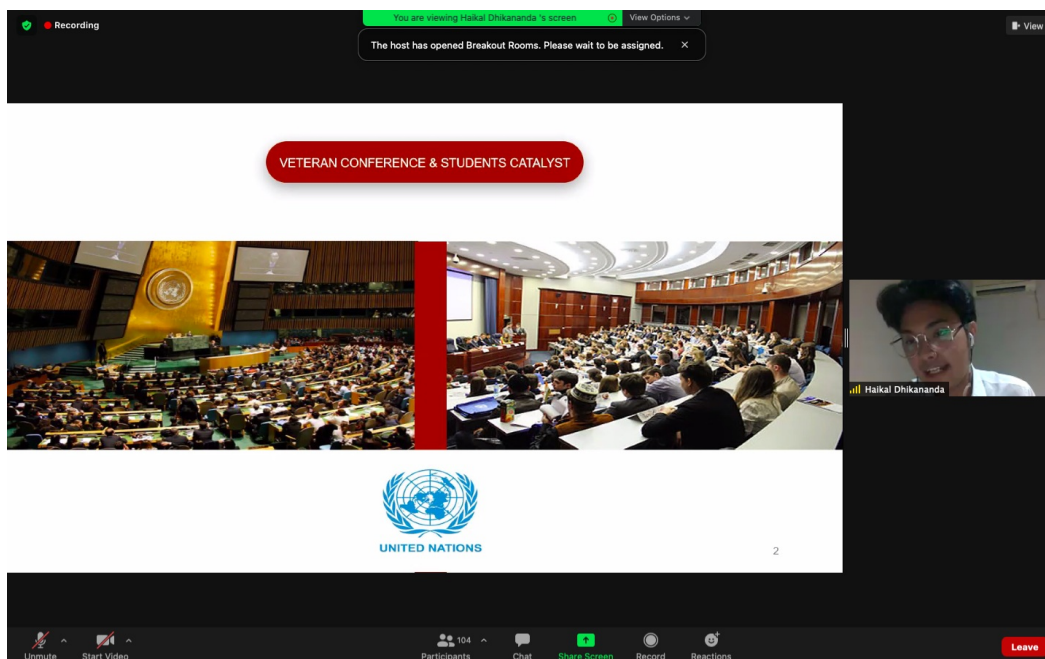 Recording
You are viewing Haikal Dhikananda 's screen
View Options
View
The host has opened Breakout Rooms. Please wait to be assigned.
VETERAN CONFERENCE & STUDENTS CATALYST
Haikal Dhikananda
UNITED NATIONS
2
104
Unmute
Start Video
Participants
Chat
Share Screen
Record
Reactions
Leave